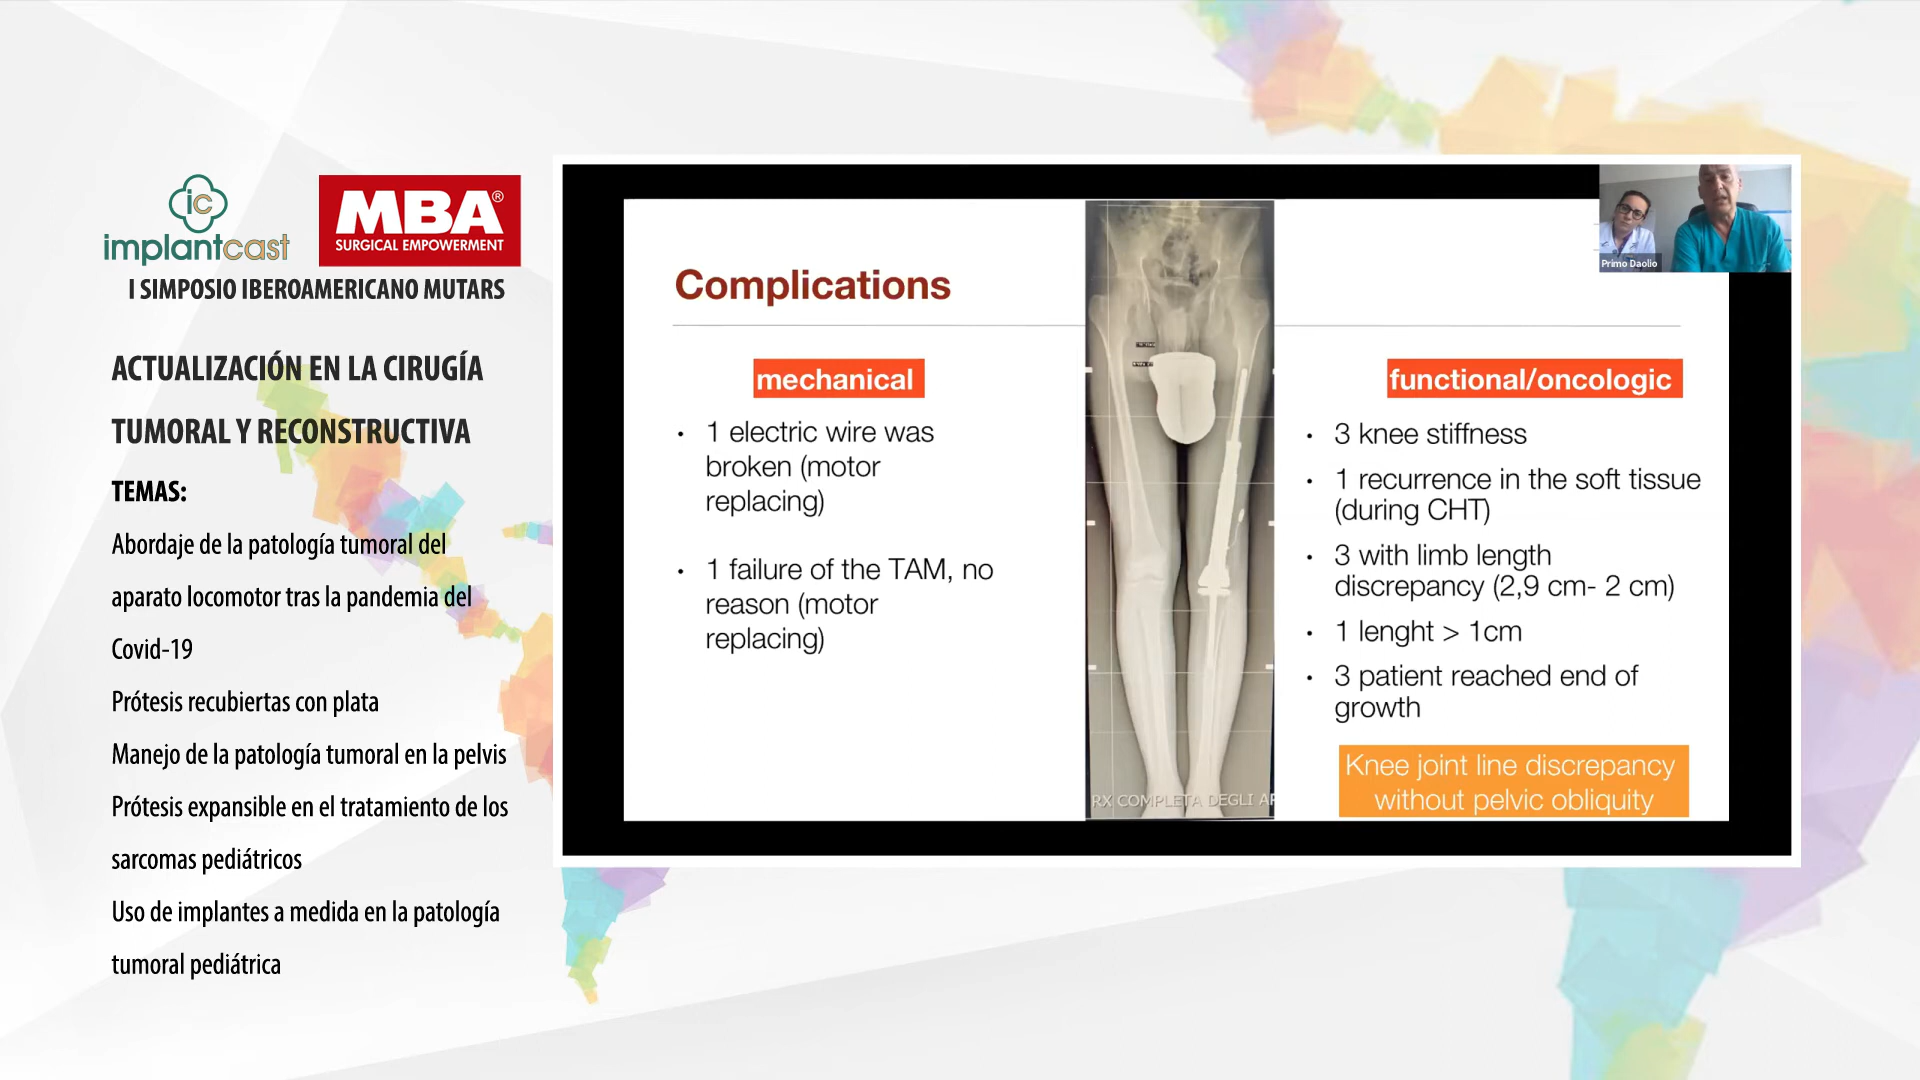 ic
implantcast
MBA®
SURGICAL EMPOWERMENT
I SIMPOSIO IBEROAMERICANO MUTARS
ACTUALIZACIÓN EN LA CIRUGÍA
TUMORAL Y RECONSTRUCTIVA
TEMAS:
Abordaje de la patología tumoral del
aparato locomotor tras la pandemia del
Covid-19
Prótesis recubiertas con plata
Manejo de la patología tumoral en la pelvis
Prótesis expansible en el tratamiento de los
sarcomas pediátricos
Uso de implantes a medida en la patología
tumoral pediátrica
Complications
mechanical
• 1 electric wire was
broken (motor
replacing)
• 1 failure of the TAM, no
reason (motor
replacing)
RX COMPLETA DEGLI AR
functional/oncologic
• 3 knee stiffness
• 1 recurrence in the soft tissue
(during CHT)
• 3 with limb length
discrepancy (2,9 cm- 2 cm)
• 1 lenght > 1cm
• 3 patient reached end of
growth
Knee joint line discrepancy
without pelvic obliquity
Primo Daolio